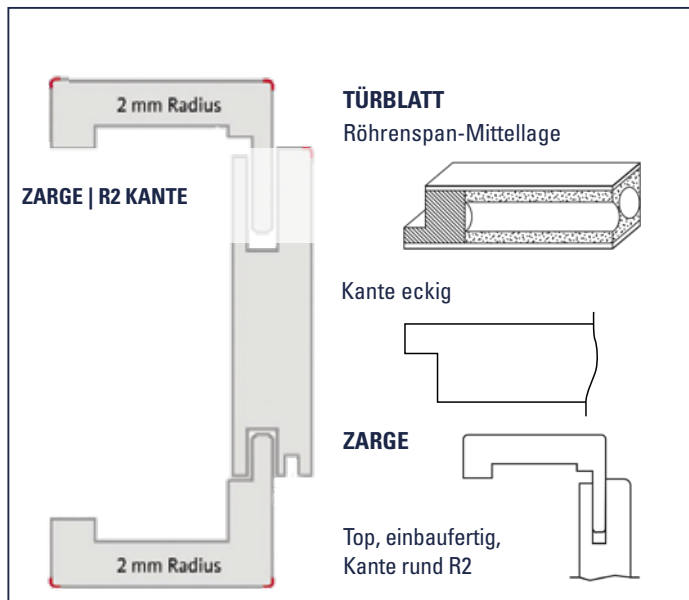 2 mm Radius
ZARGE | R2 KANTE
2 mm Radius
TÜRBLATT
Röhrenspan-Mittellage
Kante eckig
ZARGE
Top, einbaufertig,
Kante rund R2